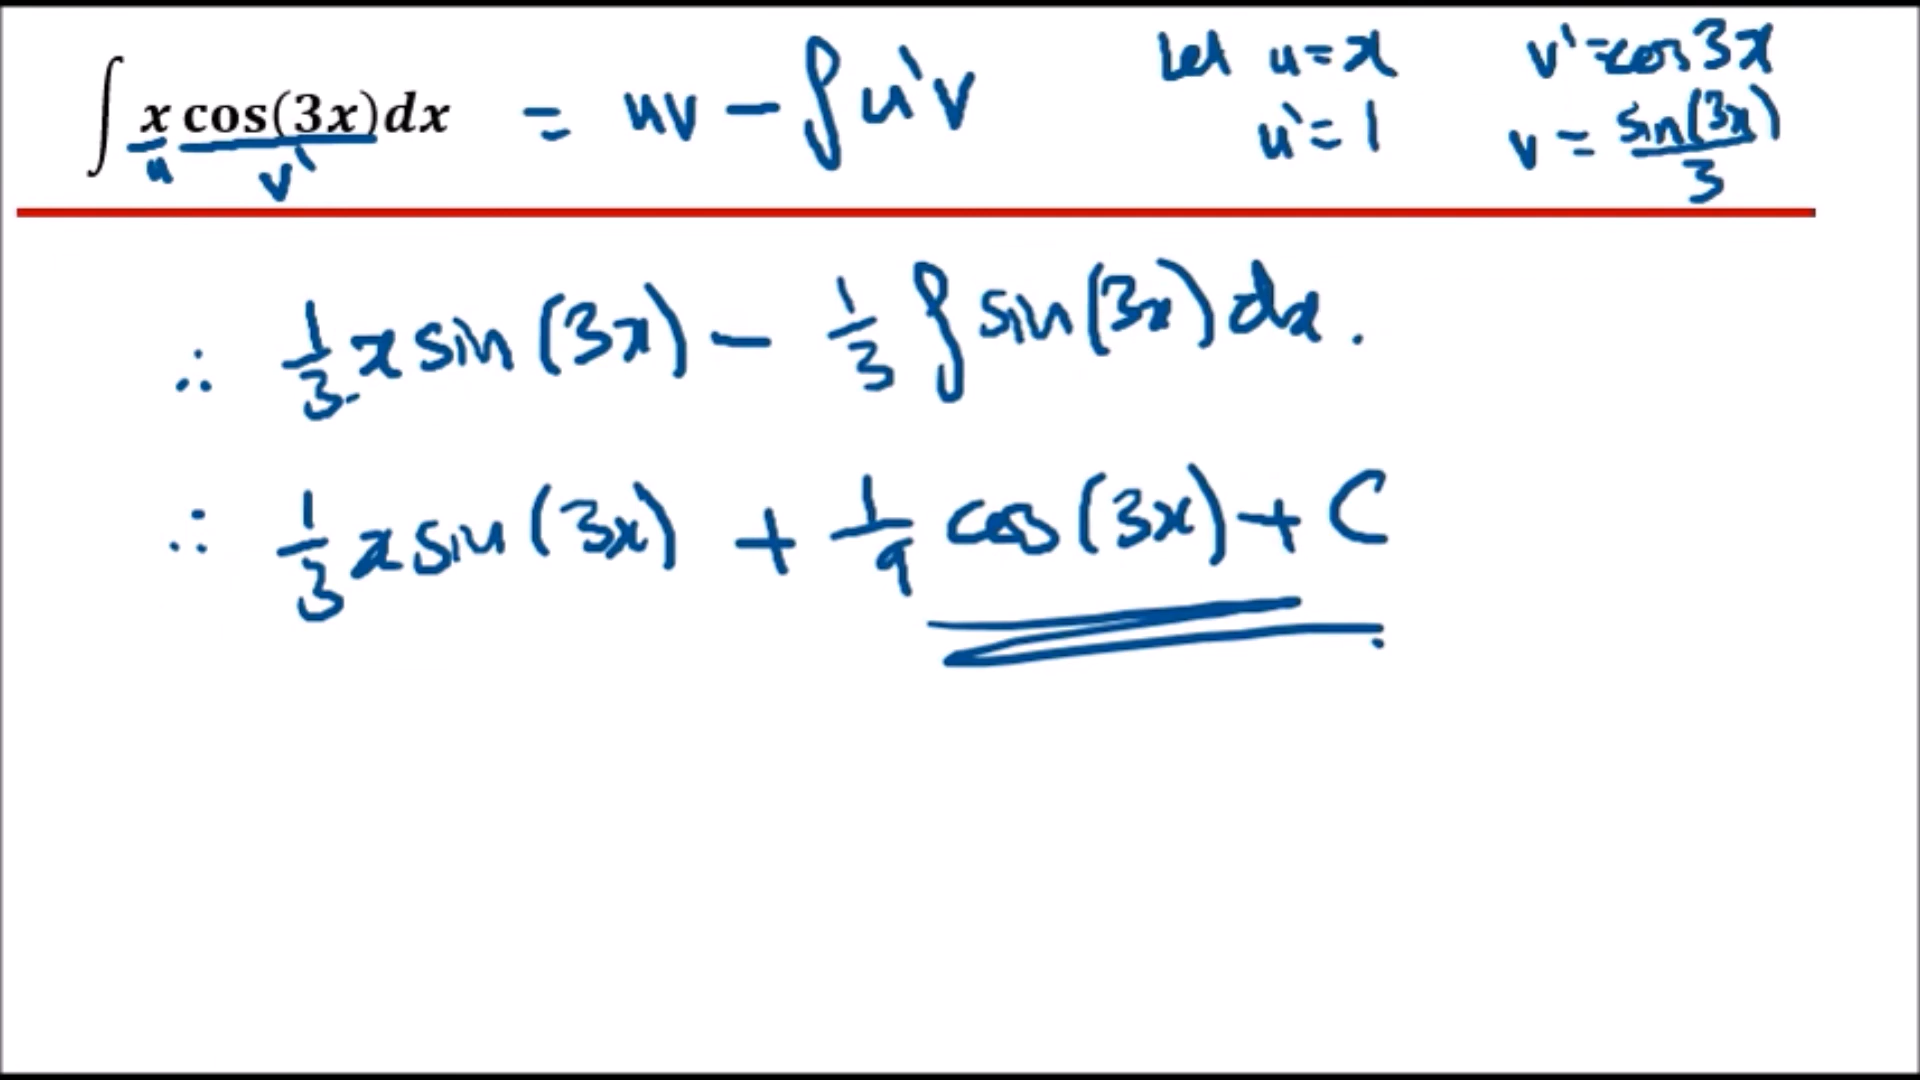 ∫ x cos(3x)dx = uv − ∫ u'v Let u = x v' = cos 3x
u v' u' = 1 v = sin(3x)/3
∴ 1/3 x sin (3x) − 1/3 ∫ sin(3x) dx .
∴ 1/3 x sin (3x) + 1/9 cos (3x) + C